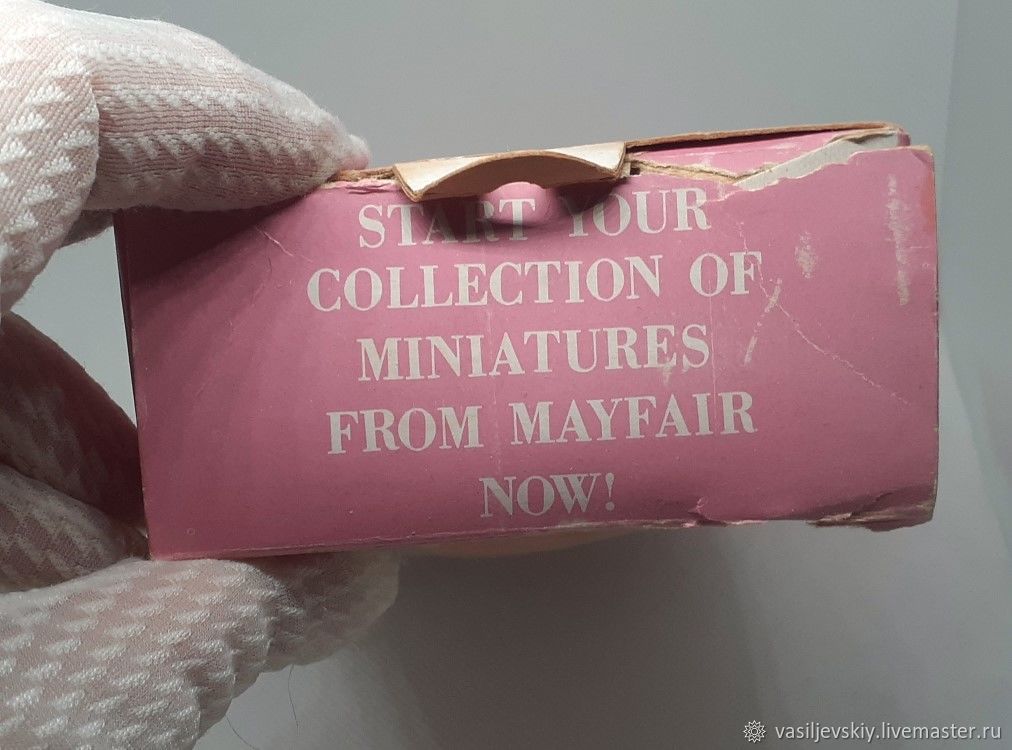 START YOUR
COLLECTION OF
MINIATURES
FROM MAYFAIR
NOW!
vasiljevskiy.livemaster.ru